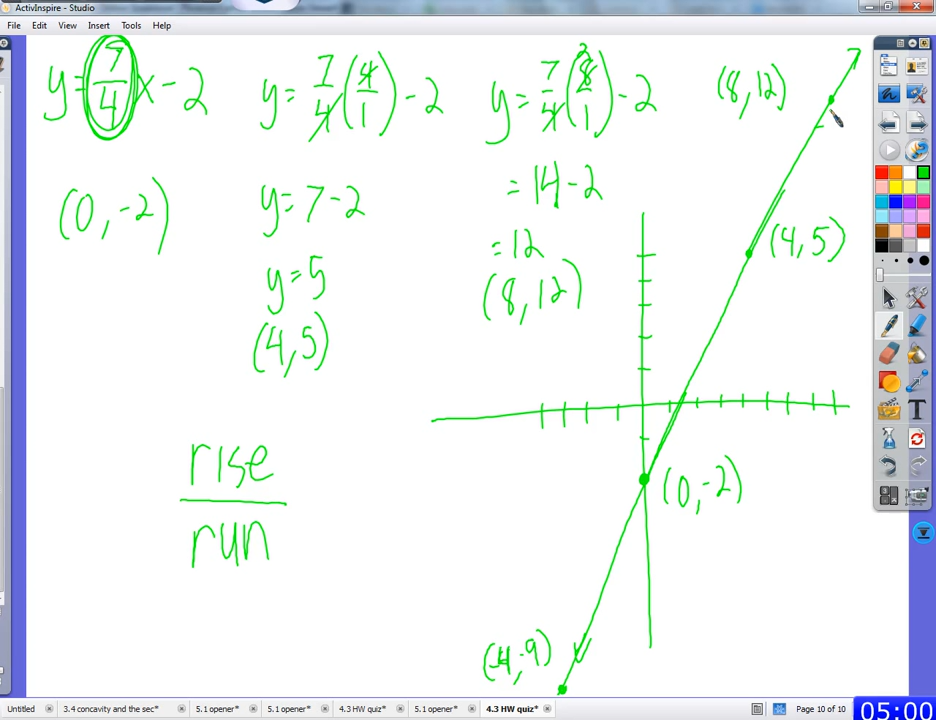 ActivInspire - Studio
File Edit View Insert Tools Help
y = 7/4 x - 2
(0, -2)
y = 7/4 (4/1) - 2
y = 7 - 2
y = 5
(4, 5)
y = 7/4 (8/1) - 2
2
= 14 - 2
= 12
(8, 12)
(8, 12)
(4, 5)
(0, -2)
(-4, -9)
rise
run
T
Untitled 3.4 concavity and the sec* 5.1 opener* 5.1 opener* 4.3 HW quiz* 5.1 opener* 4.3 HW quiz* Page 10 of 10
05:00